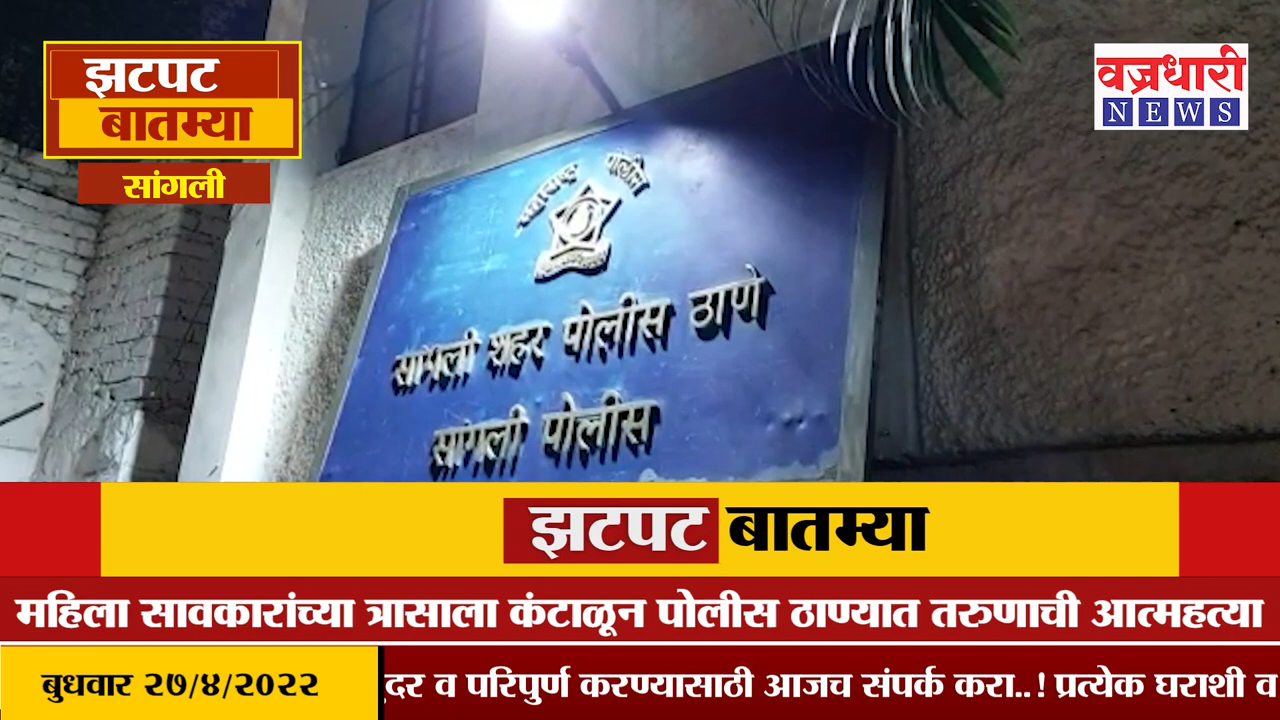 झटपट
बातम्या
सांगली
वज्रधारी
NEWS
महाराष्ट्र पोलीस
सांगली शहर पोलीस ठाणे
सांगली पोलीस
झटपट बातम्या
महिला सावकारांच्या त्रासाला कंटाळून पोलीस ठाण्यात तरुणाची आत्महत्या
बुधवार २७/४/२०२२
दर व परिपुर्ण करण्यासाठी आजच संपर्क करा..! प्रत्येक घराशी व